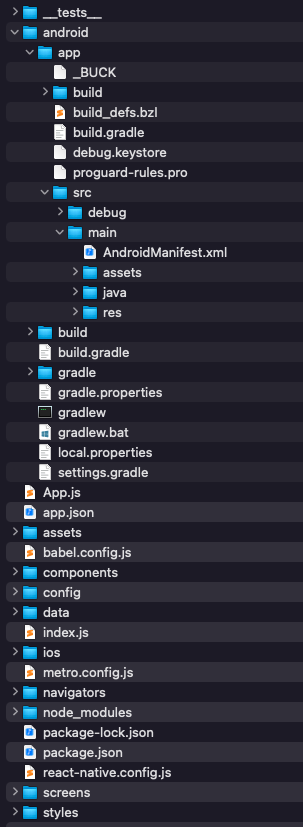 __tests__
android
app
_BUCK
build
build_defs.bzl
build.gradle
debug.keystore
proguard-rules.pro
src
debug
main
AndroidManifest.xml
assets
java
res
build
build.gradle
gradle
gradle.properties
gradlew
gradlew.bat
local.properties
settings.gradle
App.js
app.json
assets
babel.config.js
components
config
data
index.js
ios
metro.config.js
navigators
node_modules
package-lock.json
package.json
react-native.config.js
screens
styles